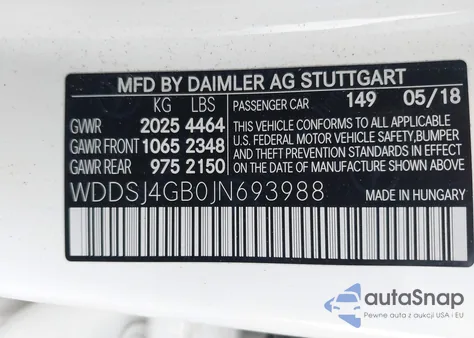 MFD BY DAIMLER AG STUTTGART
KG LBS PASSENGER CAR 149 05/18
GVWR 2025 4464 THIS VEHICLE CONFORMS TO ALL APPLICABLE
GAWR FRONT 1065 2348 U.S. FEDERAL MOTOR VEHICLE SAFETY, BUMPER
GAWR REAR 975 2150 AND THEFT PREVENTION STANDARDS IN EFFECT
ON THE DATE OF MANUFACTURE SHOWN ABOVE
WDDSJ4GB0JN693988 MADE IN HUNGARY
autoSnap
Pewne auta z aukcji USA i EU